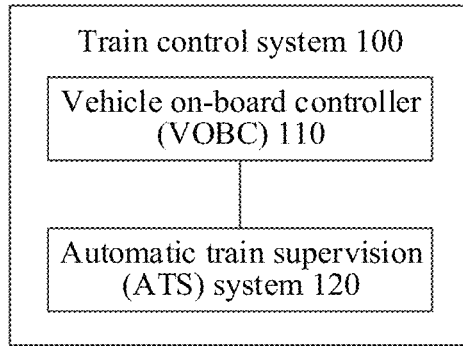 Train control system 100
Vehicle on-board controller
(VOBC) 110
Automatic train supervision
(ATS) system 120